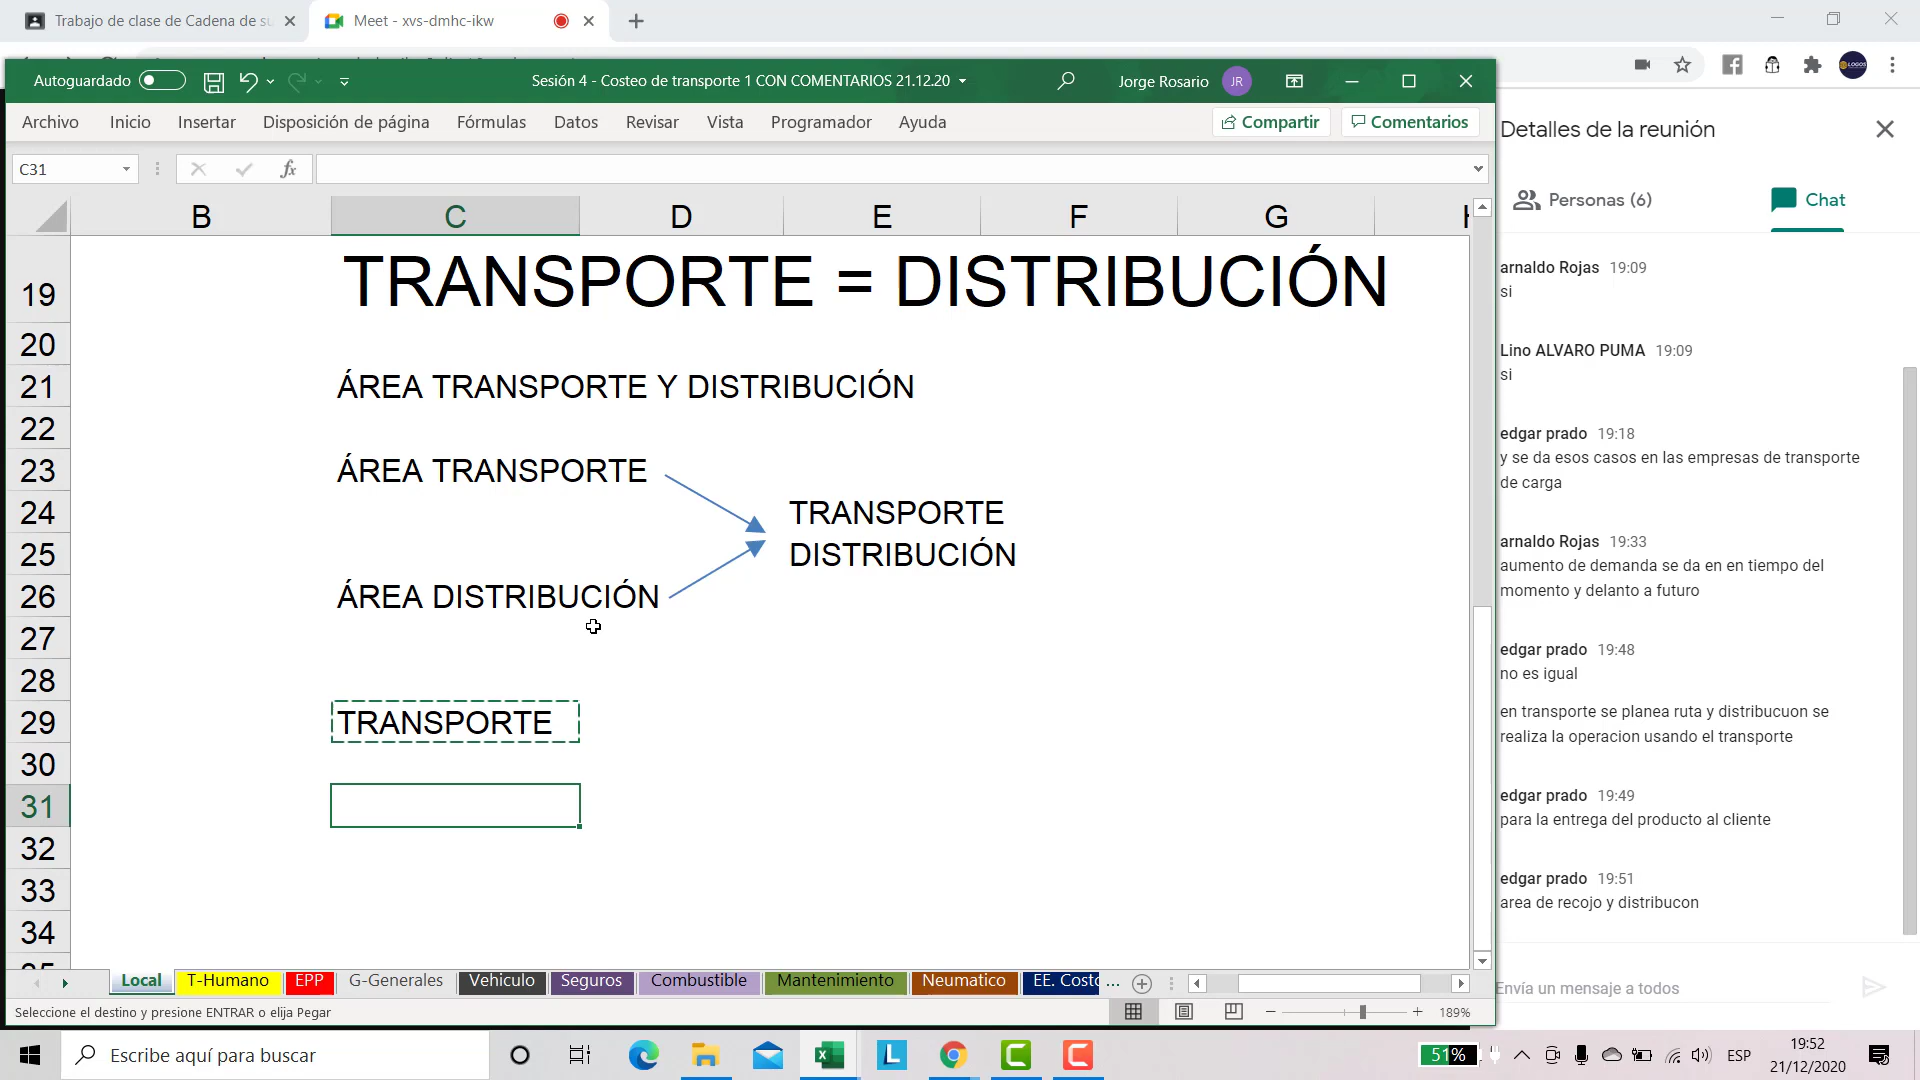 Trabajo de clase de Cadena de su
Meet - xvs-dmhc-ikw
Autoguardado
Sesión 4 - Costeo de transporte 1 CON COMENTARIOS 21.12.20
Jorge Rosario
JR
Archivo Inicio Insertar Disposición de página Fórmulas Datos Revisar Vista Programador Ayuda
Compartir
Comentarios
C31
fx
B C D E F G H
19
TRANSPORTE = DISTRIBUCIÓN
20
21
ÁREA TRANSPORTE Y DISTRIBUCIÓN
22
23
ÁREA TRANSPORTE
24
TRANSPORTE
25
DISTRIBUCIÓN
26
ÁREA DISTRIBUCIÓN
27
28
29
TRANSPORTE
30
31
32
33
34
Local T-Humano EPP G-Generales Vehiculo Seguros Combustible Mantenimiento Neumatico EE. Costo ...
Seleccione el destino y presione ENTRAR o elija Pegar
189%
Detalles de la reunión
Personas (6)
Chat
arnaldo Rojas 19:09
si
Lino ALVARO PUMA 19:09
si
edgar prado 19:18
y se da esos casos en las empresas de transporte
de carga
arnaldo Rojas 19:33
aumento de demanda se da en en tiempo del
momento y delanto a futuro
edgar prado 19:48
no es igual
en transporte se planea ruta y distribucuon se
realiza la operacion usando el transporte
edgar prado 19:49
para la entrega del producto al cliente
edgar prado 19:51
area de recojo y distribucon
Envía un mensaje a todos
Escribe aquí para buscar
51%
ESP
19:52
21/12/2020